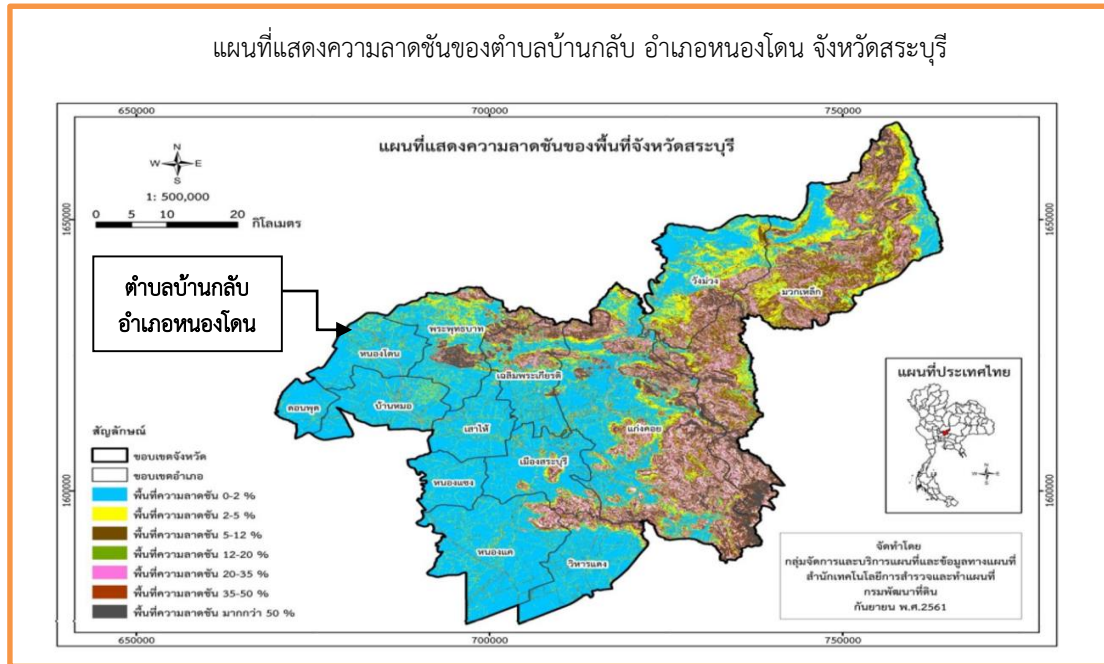 แผนที่แสดงความลาดชันของตำบลบ้านกลับ อำเภอหนองโดน จังหวัดสระบุรี
650000
700000
750000
แผนที่แสดงความลาดชันของพื้นที่จังหวัดสระบุรี
N
W E
S
1: 500,000
0 5 10 20
กิโลเมตร
1650000
1650000
ตำบลบ้านกลับ
อำเภอหนองโดน
วังม่วง
มวกเหล็ก
พระพุทธบาท
หนองโดน
เฉลิมพระเกียรติ
ดอนพุด
บ้านหมอ
เสาไห้
แก่งคอย
เมืองสระบุรี
หนองแซง
หนองแค
วิหารแดง
แผนที่ประเทศไทย
N
W E
S
สัญลักษณ์
ขอบเขตจังหวัด
ขอบเขตอำเภอ
พื้นที่ความลาดชัน 0-2 %
พื้นที่ความลาดชัน 2-5 %
พื้นที่ความลาดชัน 5-12 %
พื้นที่ความลาดชัน 12-20 %
พื้นที่ความลาดชัน 20-35 %
พื้นที่ความลาดชัน 35-50 %
พื้นที่ความลาดชัน มากกว่า 50 %
1600000
1600000
จัดทำโดย
กลุ่มจัดการและบริการแผนที่และข้อมูลทางแผนที่
สำนักเทคโนโลยีการสำรวจและทำแผนที่
กรมพัฒนาที่ดิน
กันยายน พ.ศ.2561
650000
700000
750000